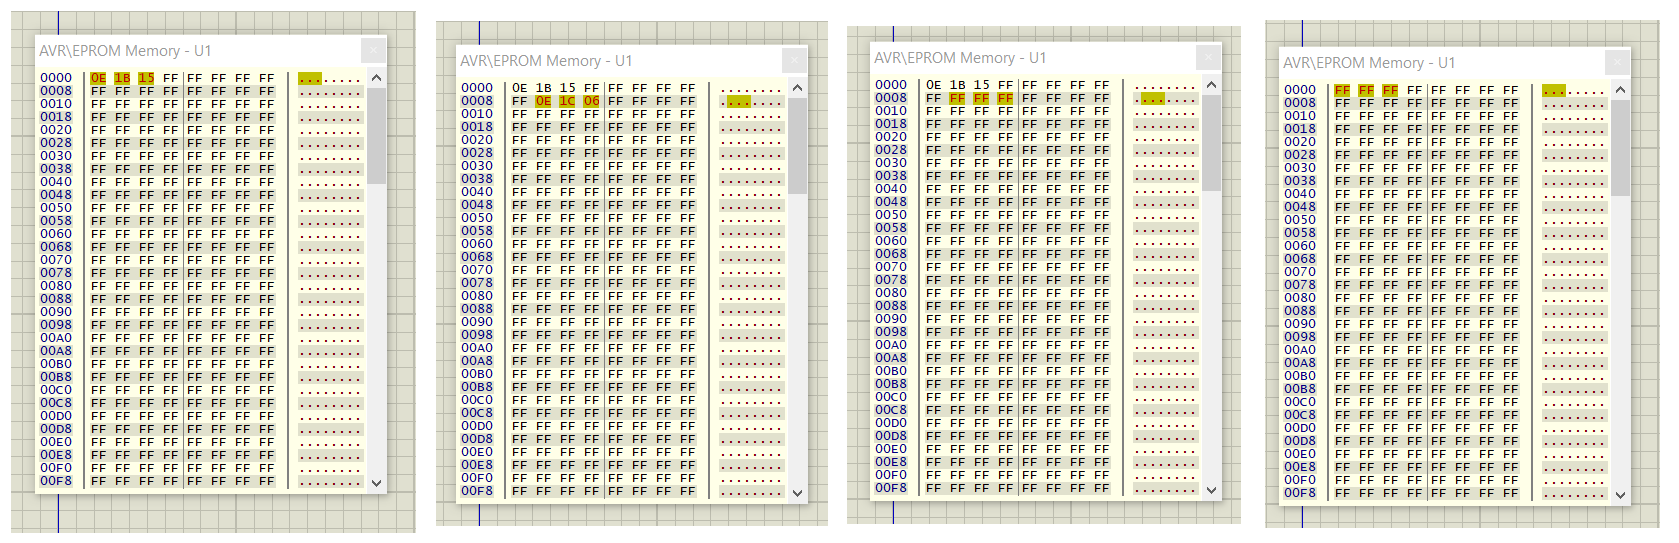 AVR\EPROM Memory - U1
0000 0E 1B 15 FF FF FF FF FF ........
0008 FF FF FF FF FF FF FF FF ........
0010 FF FF FF FF FF FF FF FF ........
0018 FF FF FF FF FF FF FF FF ........
0020 FF FF FF FF FF FF FF FF ........
0028 FF FF FF FF FF FF FF FF ........
0030 FF FF FF FF FF FF FF FF ........
0038 FF FF FF FF FF FF FF FF ........
0040 FF FF FF FF FF FF FF FF ........
0048 FF FF FF FF FF FF FF FF ........
0050 FF FF FF FF FF FF FF FF ........
0058 FF FF FF FF FF FF FF FF ........
0060 FF FF FF FF FF FF FF FF ........
0068 FF FF FF FF FF FF FF FF ........
0070 FF FF FF FF FF FF FF FF ........
0078 FF FF FF FF FF FF FF FF ........
0080 FF FF FF FF FF FF FF FF ........
0088 FF FF FF FF FF FF FF FF ........
0090 FF FF FF FF FF FF FF FF ........
0098 FF FF FF FF FF FF FF FF ........
00A0 FF FF FF FF FF FF FF FF ........
00A8 FF FF FF FF FF FF FF FF ........
00B0 FF FF FF FF FF FF FF FF ........
00B8 FF FF FF FF FF FF FF FF ........
00C0 FF FF FF FF FF FF FF FF ........
00C8 FF FF FF FF FF FF FF FF ........
00D0 FF FF FF FF FF FF FF FF ........
00D8 FF FF FF FF FF FF FF FF ........
00E0 FF FF FF FF FF FF FF FF ........
00E8 FF FF FF FF FF FF FF FF ........
00F0 FF FF FF FF FF FF FF FF ........
00F8 FF FF FF FF FF FF FF FF ........
AVR\EPROM Memory - U1
0000 0E 1B 15 FF FF FF FF FF ........
0008 FF 0E 1C 06 FF FF FF FF ........
0010 FF FF FF FF FF FF FF FF ........
0018 FF FF FF FF FF FF FF FF ........
0020 FF FF FF FF FF FF FF FF ........
0028 FF FF FF FF FF FF FF FF ........
0030 FF FF FF FF FF FF FF FF ........
0038 FF FF FF FF FF FF FF FF ........
0040 FF FF FF FF FF FF FF FF ........
0048 FF FF FF FF FF FF FF FF ........
0050 FF FF FF FF FF FF FF FF ........
0058 FF FF FF FF FF FF FF FF ........
0060 FF FF FF FF FF FF FF FF ........
0068 FF FF FF FF FF FF FF FF ........
0070 FF FF FF FF FF FF FF FF ........
0078 FF FF FF FF FF FF FF FF ........
0080 FF FF FF FF FF FF FF FF ........
0088 FF FF FF FF FF FF FF FF ........
0090 FF FF FF FF FF FF FF FF ........
0098 FF FF FF FF FF FF FF FF ........
00A0 FF FF FF FF FF FF FF FF ........
00A8 FF FF FF FF FF FF FF FF ........
00B0 FF FF FF FF FF FF FF FF ........
00B8 FF FF FF FF FF FF FF FF ........
00C0 FF FF FF FF FF FF FF FF ........
00C8 FF FF FF FF FF FF FF FF ........
00D0 FF FF FF FF FF FF FF FF ........
00D8 FF FF FF FF FF FF FF FF ........
00E0 FF FF FF FF FF FF FF FF ........
00E8 FF FF FF FF FF FF FF FF ........
00F0 FF FF FF FF FF FF FF FF ........
00F8 FF FF FF FF FF FF FF FF ........
AVR\EPROM Memory - U1
0000 0E 1B 15 FF FF FF FF FF ........
0008 FF FF FF FF FF FF FF FF ........
0010 FF FF FF FF FF FF FF FF ........
0018 FF FF FF FF FF FF FF FF ........
0020 FF FF FF FF FF FF FF FF ........
0028 FF FF FF FF FF FF FF FF ........
0030 FF FF FF FF FF FF FF FF ........
0038 FF FF FF FF FF FF FF FF ........
0040 FF FF FF FF FF FF FF FF ........
0048 FF FF FF FF FF FF FF FF ........
0050 FF FF FF FF FF FF FF FF ........
0058 FF FF FF FF FF FF FF FF ........
0060 FF FF FF FF FF FF FF FF ........
0068 FF FF FF FF FF FF FF FF ........
0070 FF FF FF FF FF FF FF FF ........
0078 FF FF FF FF FF FF FF FF ........
0080 FF FF FF FF FF FF FF FF ........
0088 FF FF FF FF FF FF FF FF ........
0090 FF FF FF FF FF FF FF FF ........
0098 FF FF FF FF FF FF FF FF ........
00A0 FF FF FF FF FF FF FF FF ........
00A8 FF FF FF FF FF FF FF FF ........
00B0 FF FF FF FF FF FF FF FF ........
00B8 FF FF FF FF FF FF FF FF ........
00C0 FF FF FF FF FF FF FF FF ........
00C8 FF FF FF FF FF FF FF FF ........
00D0 FF FF FF FF FF FF FF FF ........
00D8 FF FF FF FF FF FF FF FF ........
00E0 FF FF FF FF FF FF FF FF ........
00E8 FF FF FF FF FF FF FF FF ........
00F0 FF FF FF FF FF FF FF FF ........
00F8 FF FF FF FF FF FF FF FF ........
AVR\EPROM Memory - U1
0000 FF FF FF FF FF FF FF FF ........
0008 FF FF FF FF FF FF FF FF ........
0010 FF FF FF FF FF FF FF FF ........
0018 FF FF FF FF FF FF FF FF ........
0020 FF FF FF FF FF FF FF FF ........
0028 FF FF FF FF FF FF FF FF ........
0030 FF FF FF FF FF FF FF FF ........
0038 FF FF FF FF FF FF FF FF ........
0040 FF FF FF FF FF FF FF FF ........
0048 FF FF FF FF FF FF FF FF ........
0050 FF FF FF FF FF FF FF FF ........
0058 FF FF FF FF FF FF FF FF ........
0060 FF FF FF FF FF FF FF FF ........
0068 FF FF FF FF FF FF FF FF ........
0070 FF FF FF FF FF FF FF FF ........
0078 FF FF FF FF FF FF FF FF ........
0080 FF FF FF FF FF FF FF FF ........
0088 FF FF FF FF FF FF FF FF ........
0090 FF FF FF FF FF FF FF FF ........
0098 FF FF FF FF FF FF FF FF ........
00A0 FF FF FF FF FF FF FF FF ........
00A8 FF FF FF FF FF FF FF FF ........
00B0 FF FF FF FF FF FF FF FF ........
00B8 FF FF FF FF FF FF FF FF ........
00C0 FF FF FF FF FF FF FF FF ........
00C8 FF FF FF FF FF FF FF FF ........
00D0 FF FF FF FF FF FF FF FF ........
00D8 FF FF FF FF FF FF FF FF ........
00E0 FF FF FF FF FF FF FF FF ........
00E8 FF FF FF FF FF FF FF FF ........
00F0 FF FF FF FF FF FF FF FF ........
00F8 FF FF FF FF FF FF FF FF ........